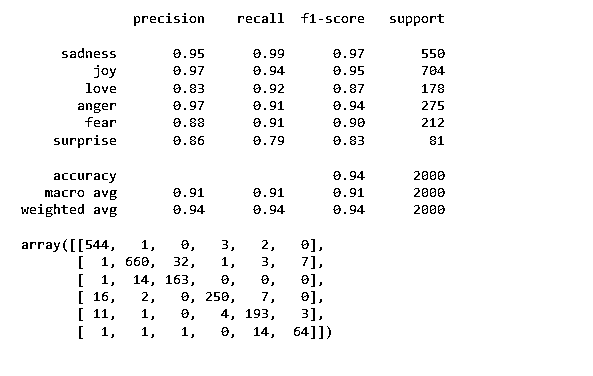 precision    recall  f1-score   support

     sadness       0.95      0.99      0.97       550
         joy       0.97      0.94      0.95       704
        love       0.83      0.92      0.87       178
       anger       0.97      0.91      0.94       275
        fear       0.88      0.91      0.90       212
    surprise       0.86      0.79      0.83        81

    accuracy                           0.94      2000
   macro avg       0.91      0.91      0.91      2000
weighted avg       0.94      0.94      0.94      2000

array([[544,   1,   0,   3,   2,   0],
       [  1, 660,  32,   1,   3,   7],
       [  1,  14, 163,   0,   0,   0],
       [ 16,   2,   0, 250,   7,   0],
       [ 11,   1,   0,   4, 193,   3],
       [  1,   1,   1,   0,  14,  64]])